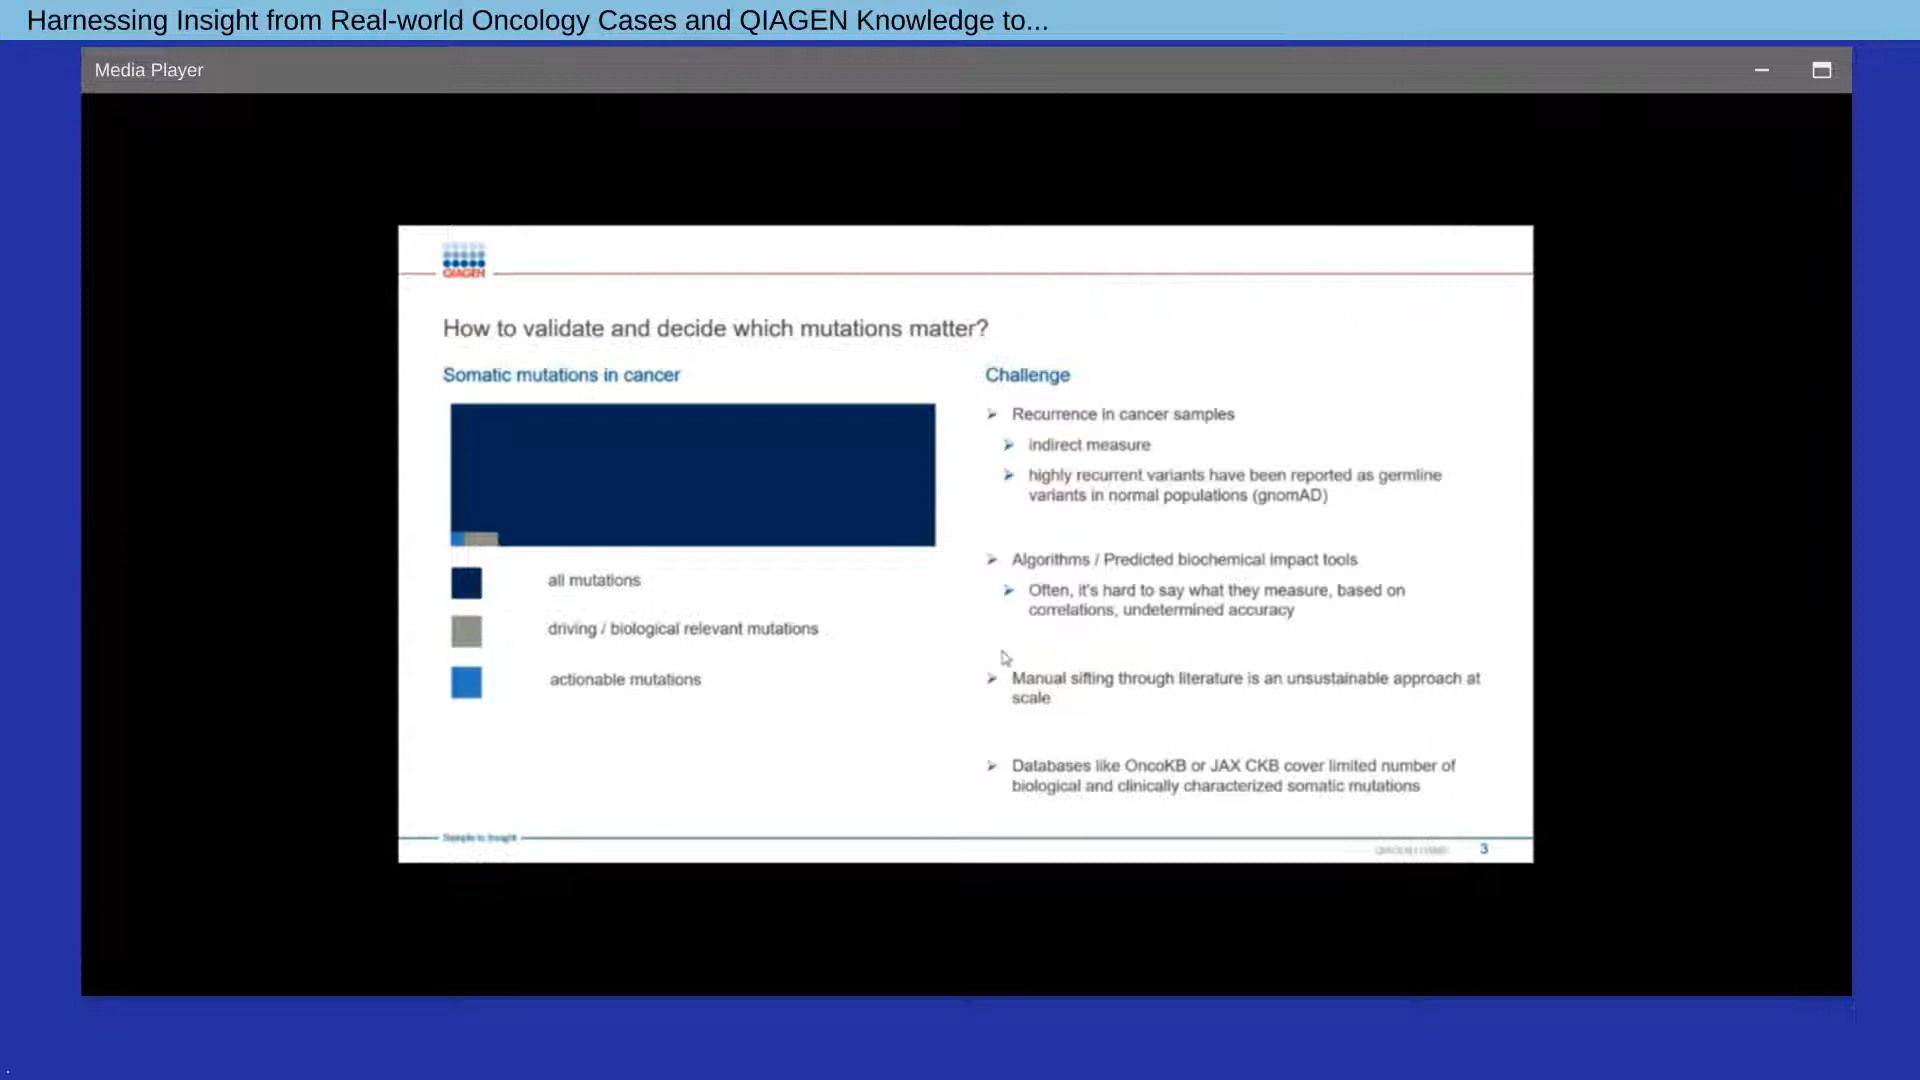 Harnessing Insight from Real-world Oncology Cases and QIAGEN Knowledge to...
Media Player
QIAGEN
How to validate and decide which mutations matter?
Somatic mutations in cancer
all mutations
driving / biological relevant mutations
actionable mutations
Challenge
Recurrence in cancer samples
indirect measure
highly recurrent variants have been reported as germline
variants in normal populations (gnomAD)
Algorithms / Predicted biochemical impact tools
Often, it's hard to say what they measure, based on
correlations, undetermined accuracy
Manual sifting through literature is an unsustainable approach at
scale
Databases like OncoKB or JAX CKB cover limited number of
biological and clinically characterized somatic mutations
Sample to Insight
3